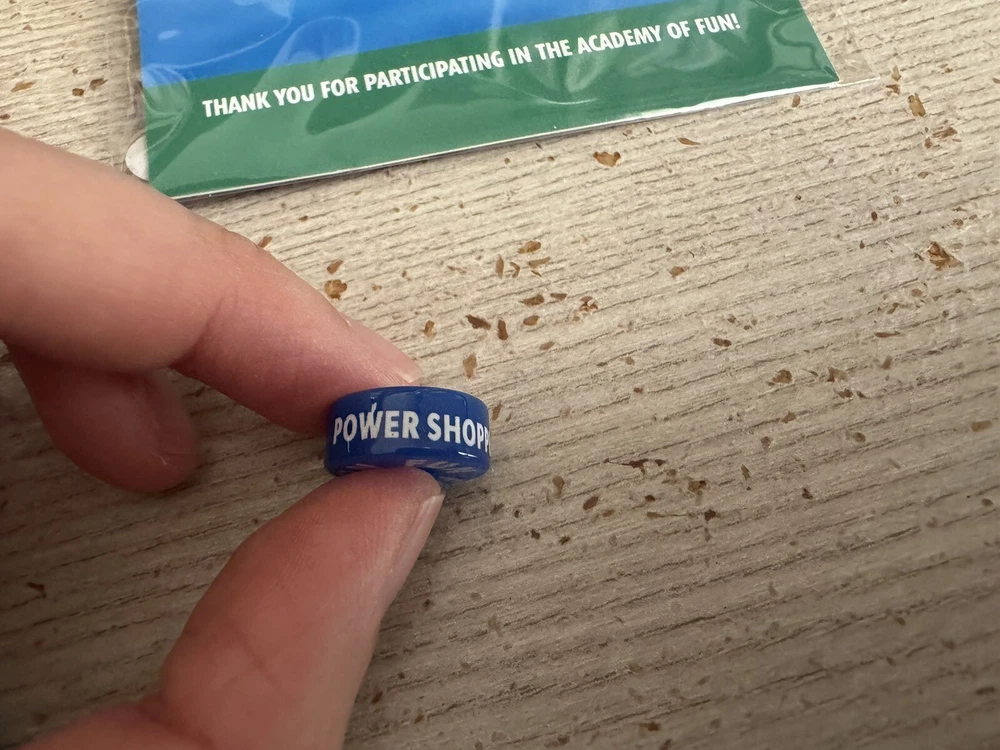 THANK YOU FOR PARTICIPATING IN THE ACADEMY OF FUN!
POWER SHOPP